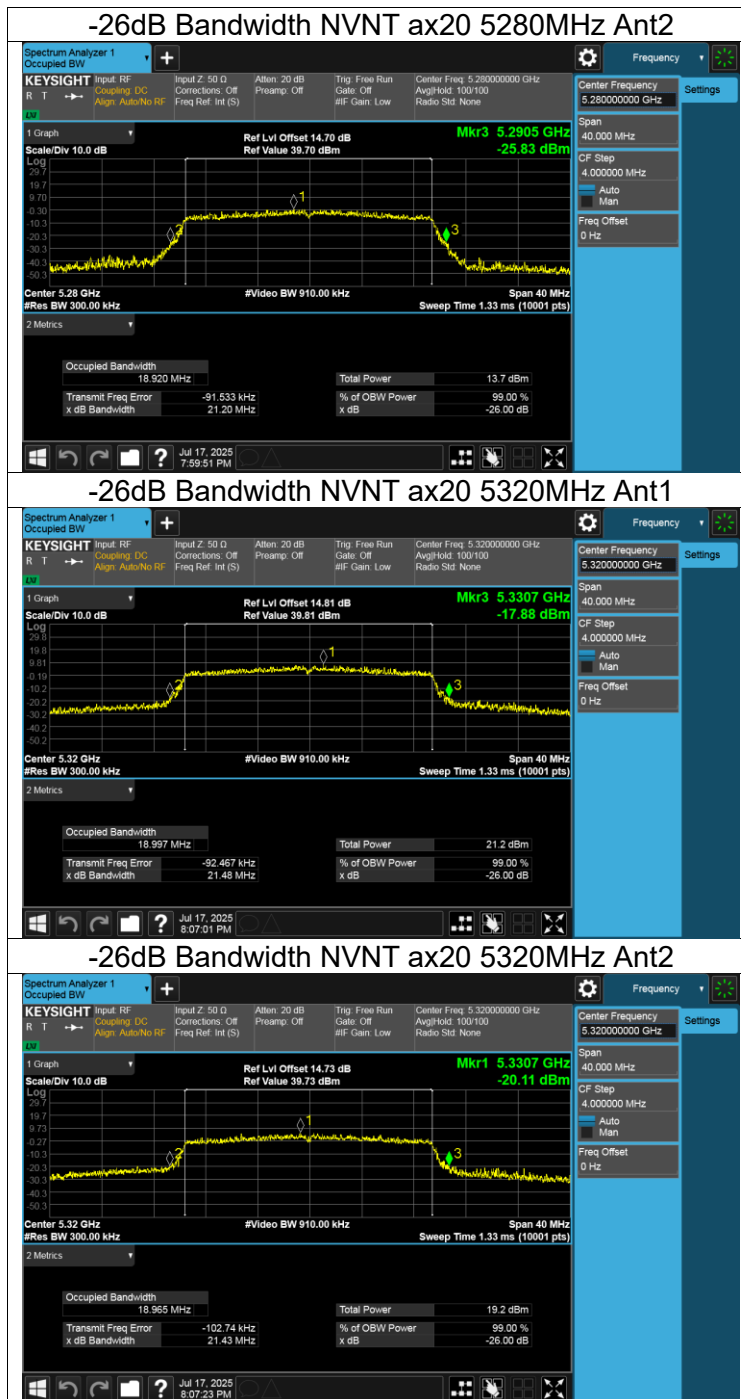 -26dB Bandwidth NVNT ax20 5280MHz Ant2
Spectrum Analyzer 1
Occupied BW
Frequency
KEYSIGHT Input: RF Input Z: 50 Ω Atten: 20 dB Trig: Free Run Center Freq: 5.280000000 GHz
R T Coupling: DC Corrections: Off Preamp: Off Gate: Off Avg|Hold: 100/100
Align: Auto/No RF Freq Ref: Int (S) #IF Gain: Low Radio Std: None
LXI
Center Frequency
5.280000000 GHz
Settings
Span
40.000 MHz
CF Step
4.000000 MHz
Auto
Man
Freq Offset
0 Hz
1 Graph
Ref Lvl Offset 14.70 dB
Mkr3 5.2905 GHz
Scale/Div 10.0 dB
Ref Value 39.70 dBm
-25.83 dBm
Log
29.7
19.7
9.70
-0.30
-10.3
-20.3
-30.3
-40.3
-50.3
1
2
3
Center 5.28 GHz #Video BW 910.00 kHz Span 40 MHz
#Res BW 300.00 kHz Sweep Time 1.33 ms (10001 pts)
2 Metrics
Occupied Bandwidth
18.920 MHz
Total Power 13.7 dBm
Transmit Freq Error -91.533 kHz % of OBW Power 99.00 %
x dB Bandwidth 21.20 MHz x dB -26.00 dB
?
Jul 17, 2025
7:59:51 PM
-26dB Bandwidth NVNT ax20 5320MHz Ant1
Spectrum Analyzer 1
Occupied BW
Frequency
KEYSIGHT Input: RF Input Z: 50 Ω Atten: 20 dB Trig: Free Run Center Freq: 5.320000000 GHz
R T Coupling: DC Corrections: Off Preamp: Off Gate: Off Avg|Hold: 100/100
Align: Auto/No RF Freq Ref: Int (S) #IF Gain: Low Radio Std: None
LXI
Center Frequency
5.320000000 GHz
Settings
Span
40.000 MHz
CF Step
4.000000 MHz
Auto
Man
Freq Offset
0 Hz
1 Graph
Ref Lvl Offset 14.81 dB
Mkr3 5.3307 GHz
Scale/Div 10.0 dB
Ref Value 39.81 dBm
-17.88 dBm
Log
29.8
19.8
9.81
-0.19
-10.2
-20.2
-30.2
-40.2
-50.2
1
2
3
Center 5.32 GHz #Video BW 910.00 kHz Span 40 MHz
#Res BW 300.00 kHz Sweep Time 1.33 ms (10001 pts)
2 Metrics
Occupied Bandwidth
18.997 MHz
Total Power 21.2 dBm
Transmit Freq Error -92.467 kHz % of OBW Power 99.00 %
x dB Bandwidth 21.48 MHz x dB -26.00 dB
?
Jul 17, 2025
8:07:01 PM
-26dB Bandwidth NVNT ax20 5320MHz Ant2
Spectrum Analyzer 1
Occupied BW
Frequency
KEYSIGHT Input: RF Input Z: 50 Ω Atten: 20 dB Trig: Free Run Center Freq: 5.320000000 GHz
R T Coupling: DC Corrections: Off Preamp: Off Gate: Off Avg|Hold: 100/100
Align: Auto/No RF Freq Ref: Int (S) #IF Gain: Low Radio Std: None
LXI
Center Frequency
5.320000000 GHz
Settings
Span
40.000 MHz
CF Step
4.000000 MHz
Auto
Man
Freq Offset
0 Hz
1 Graph
Ref Lvl Offset 14.73 dB
Mkr1 5.3307 GHz
Scale/Div 10.0 dB
Ref Value 39.73 dBm
-20.11 dBm
Log
29.7
19.7
9.73
-0.27
-10.3
-20.3
-30.3
-40.3
-50.3
1
2
3
Center 5.32 GHz #Video BW 910.00 kHz Span 40 MHz
#Res BW 300.00 kHz Sweep Time 1.33 ms (10001 pts)
2 Metrics
Occupied Bandwidth
18.965 MHz
Total Power 19.2 dBm
Transmit Freq Error -102.74 kHz % of OBW Power 99.00 %
x dB Bandwidth 21.43 MHz x dB -26.00 dB
?
Jul 17, 2025
8:07:23 PM